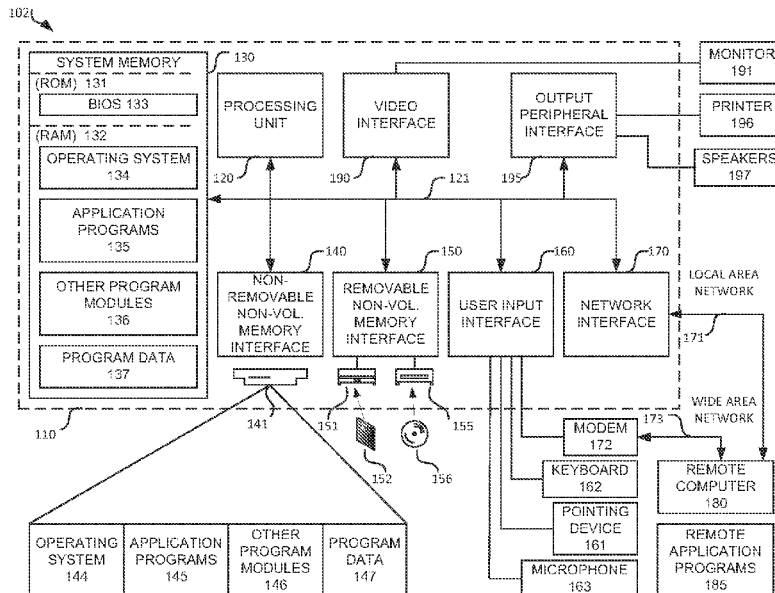 102
SYSTEM MEMORY
(ROM) 131
BIOS 133
(RAM) 132
OPERATING SYSTEM
134
APPLICATION
PROGRAMS
135
OTHER PROGRAM
MODULES
136
PROGRAM DATA
137
130
PROCESSING
UNIT
120
VIDEO
INTERFACE
190
OUTPUT
PERIPHERAL
INTERFACE
195
121
MONITOR
191
PRINTER
196
SPEAKERS
197
140
NON-
REMOVABLE
NON-VOL.
MEMORY
INTERFACE
150
REMOVABLE
NON-VOL.
MEMORY
INTERFACE
160
USER INPUT
INTERFACE
170
NETWORK
INTERFACE
LOCAL AREA
NETWORK
171
110
141
151
155
152
156
WIDE AREA
NETWORK
173
MODEM
172
KEYBOARD
162
POINTING
DEVICE
161
MICROPHONE
163
REMOTE
COMPUTER
180
REMOTE
APPLICATION
PROGRAMS
185
OPERATING
SYSTEM
144
APPLICATION
PROGRAMS
145
OTHER
PROGRAM
MODULES
146
PROGRAM
DATA
147